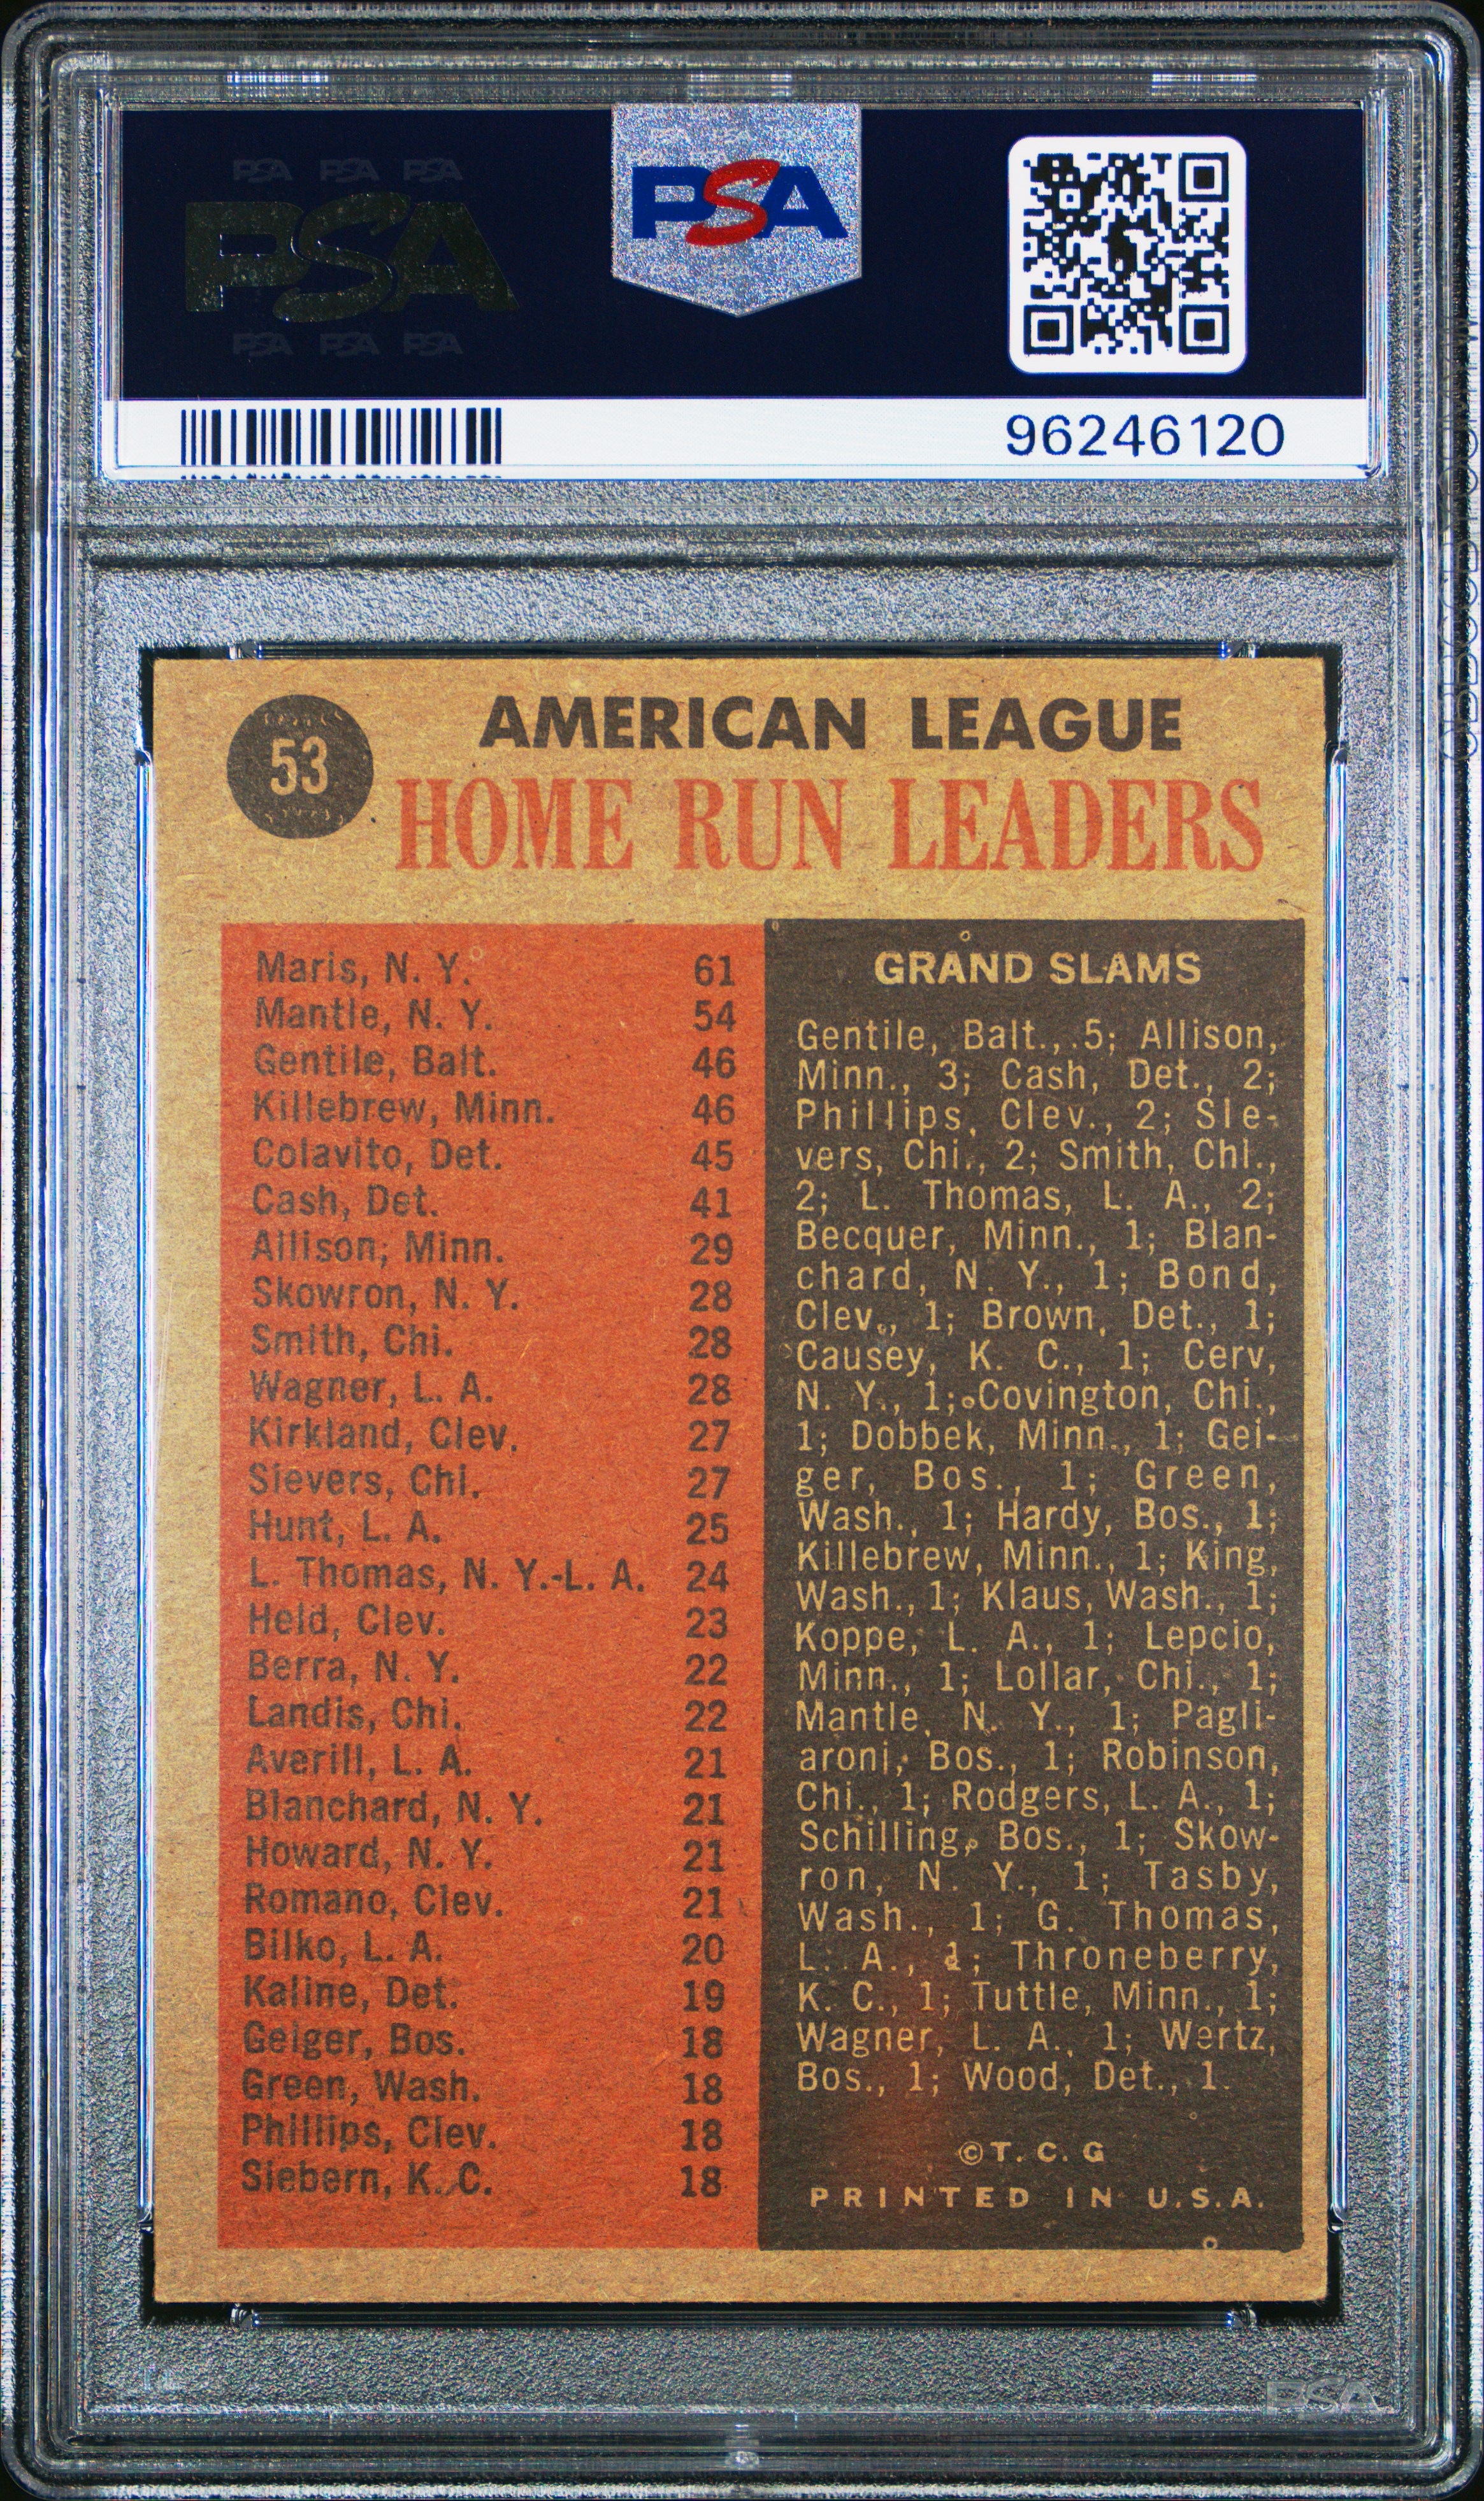 PSA PSA PSA
PSA
PSA PSA PSA
PSA
96246120
53
AMERICAN LEAGUE
HOME RUN LEADERS
Maris, N. Y. 61
Mantle, N. Y. 54
Gentile, Balt. 46
Killebrew, Minn. 46
Colavito, Det. 45
Cash, Det. 41
Allison, Minn. 29
Skowron, N. Y. 28
Smith, Chi. 28
Wagner, L. A. 28
Kirkland, Clev. 27
Sievers, Chi. 27
Hunt, L. A. 25
L. Thomas, N. Y.-L. A. 24
Held, Clev. 23
Berra, N. Y. 22
Landis, Chi. 22
Averill, L. A. 21
Blanchard, N. Y. 21
Howard, N. Y. 21
Romano, Clev. 21
Bilko, L. A. 20
Kaline, Det. 19
Geiger, Bos. 18
Green, Wash. 18
Phillips, Clev. 18
Siebern, K. C. 18
GRAND SLAMS
Gentile, Balt., 5; Allison,
Minn., 3; Cash, Det., 2;
Phillips, Clev., 2; Sie-
vers, Chi., 2; Smith, Chi.,
2; L. Thomas, L. A., 2;
Becquer, Minn., 1; Blan-
chard, N. Y., 1; Bond,
Clev., 1; Brown, Det., 1;
Causey, K. C., 1; Cerv,
N. Y., 1; Covington, Chi.,
1; Dobbek, Minn., 1; Gei-
ger, Bos., 1; Green,
Wash., 1; Hardy, Bos., 1;
Killebrew, Minn., 1; King,
Wash., 1; Klaus, Wash., 1;
Koppe, L. A., 1; Lepcio,
Minn., 1; Lollar, Chi., 1;
Mantle, N. Y., 1; Pagli-
aroni, Bos., 1; Robinson,
Chi., 1; Rodgers, L. A., 1;
Schilling, Bos., 1; Skow-
ron, N. Y., 1; Tasby,
Wash., 1; G. Thomas,
L. A., 1; Throneberry,
K. C., 1; Tuttle, Minn., 1;
Wagner, L. A., 1; Wertz,
Bos., 1; Wood, Det., 1.
©T. C. G
PRINTED IN U.S.A.
PSA